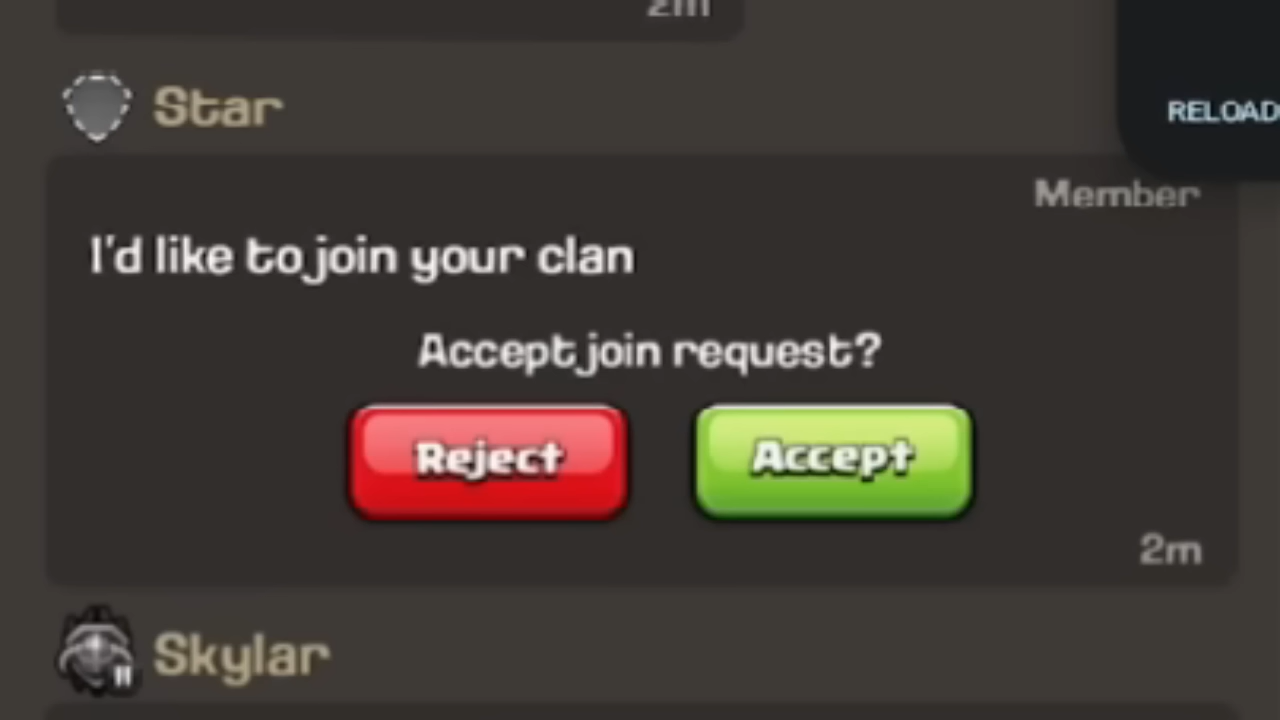 2m
Star
RELOAD
Member
I'd like to join your clan
Accept join request?
Reject
Accept
2m
Skylar